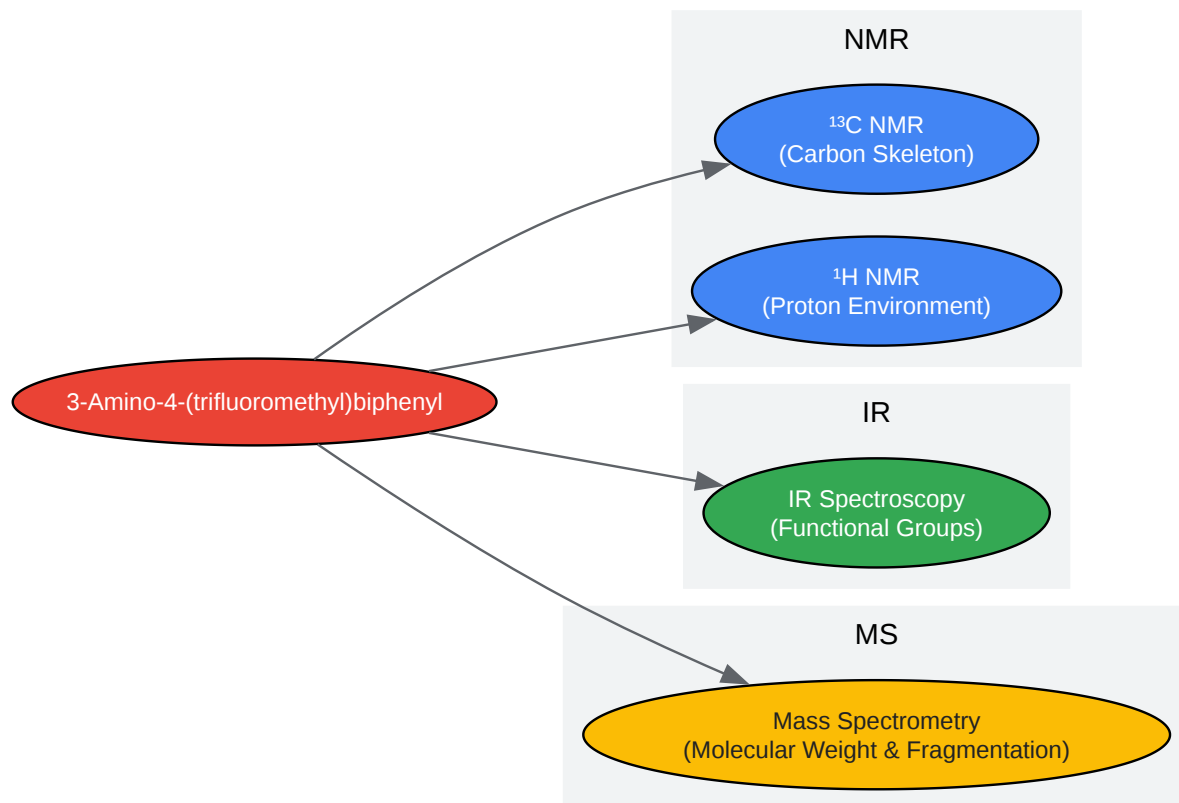 NMR
¹³C NMR
(Carbon Skeleton)
¹H NMR
(Proton Environment)
3-Amino-4-(trifluoromethyl)biphenyl
IR
IR Spectroscopy
(Functional Groups)
MS
Mass Spectrometry
(Molecular Weight & Fragmentation)